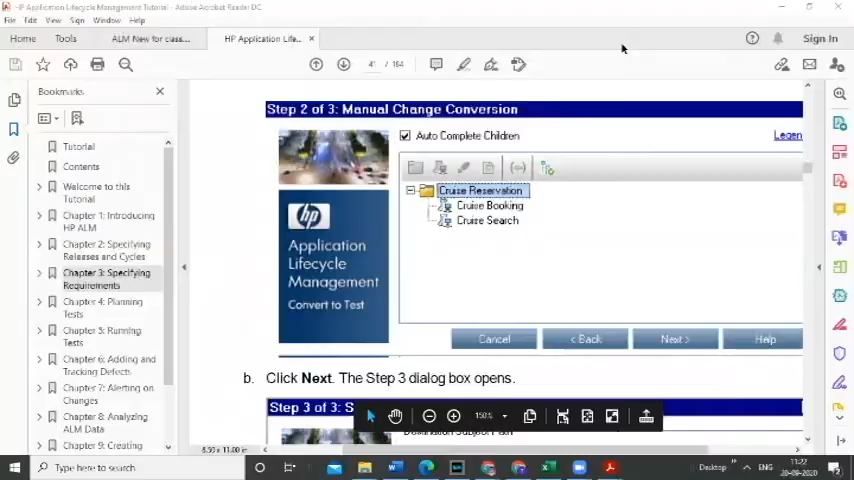 HP Application Lifecycle Management Tutorial - Adobe Acrobat Reader DC
File Edit View Sign Window Help
Home Tools ALM New for class... HP Application Life... × Sign In
41 / 184
Bookmarks ×
Tutorial
Contents
Welcome to this
Tutorial
Chapter 1: Introducing
HP ALM
Chapter 2: Specifying
Releases and Cycles
Chapter 3: Specifying
Requirements
Chapter 4: Planning
Tests
Chapter 5: Running
Tests
Chapter 6: Adding and
Tracking Defects
Chapter 7: Alerting on
Changes
Chapter 8: Analyzing
ALM Data
Chapter 9: Creating
Step 2 of 3: Manual Change Conversion
Auto Complete Children
Legen
Cruise Reservation
Cruise Booking
Cruise Search
hp
Application
Lifecycle
Management
Convert to Test
Cancel < Back Next > Help
b. Click Next. The Step 3 dialog box opens.
Step 3 of 3: S
150%
8.50 x 11.00 in
Type here to search
Desktop ENG
11:22
20-09-2020